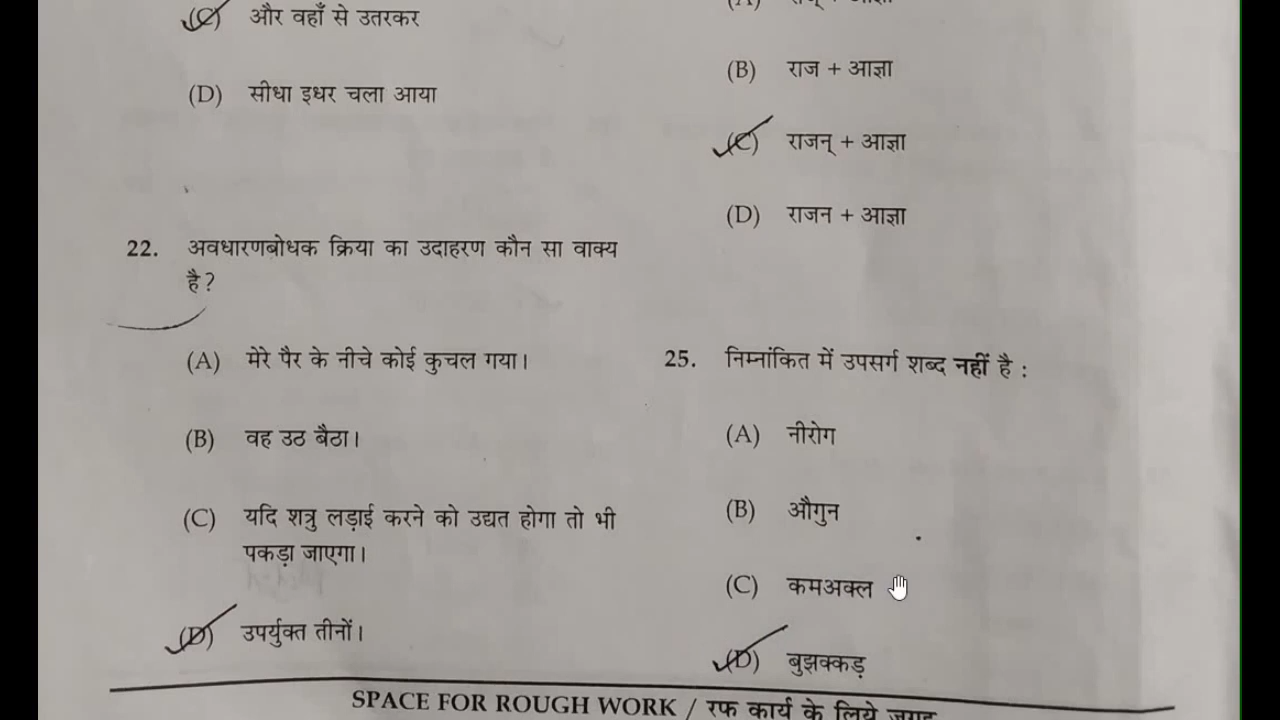 (C) और वहाँ से उतरकर
(D) सीधा इधर चला आया
22. अवधारणबोधक क्रिया का उदाहरण कौन सा वाक्य
है?
(A) मेरे पैर के नीचे कोई कुचल गया।
(B) वह उठ बैठा।
(C) यदि शत्रु लड़ाई करने को उद्यत होगा तो भी
पकड़ा जाएगा।
(D) उपर्युक्त तीनों।
(A)
(B) राज + आज्ञा
(C) राजन् + आज्ञा
(D) राजन + आज्ञा
25. निम्नांकित में उपसर्ग शब्द नहीं है :
(A) नीरोग
(B) औगुन
(C) कमअक्ल
(D) बुझक्कड़
SPACE FOR ROUGH WORK / रफ कार्य के लिये जगह